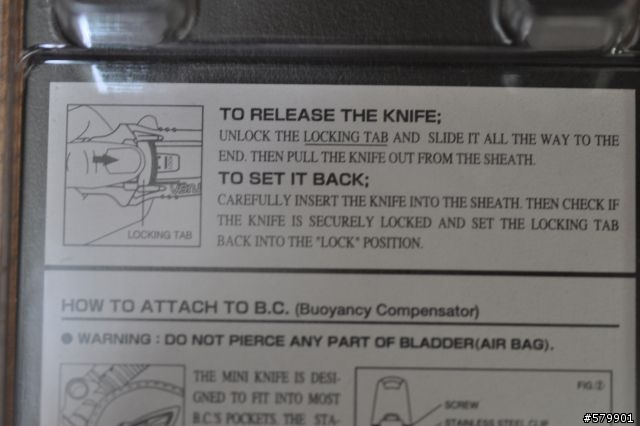 TO RELEASE THE KNIFE;
UNLOCK THE LOCKING TAB AND SLIDE IT ALL THE WAY TO THE
END. THEN PULL THE KNIFE OUT FROM THE SHEATH.
TO SET IT BACK;
CAREFULLY INSERT THE KNIFE INTO THE SHEATH. THEN CHECK IF
THE KNIFE IS SECURELY LOCKED AND SET THE LOCKING TAB
BACK INTO THE "LOCK" POSITION.
LOCKING TAB
HOW TO ATTACH TO B.C. (Buoyancy Compensator)
● WARNING : DO NOT PIERCE ANY PART OF BLADDER(AIR BAG).
THE MINI KNIFE IS DESI-
GNED TO FIT INTO MOST
B.C.'S POCKETS. THE STA-
FIG.②
SCREW
STAINLESS STEEL CLIP
#579901